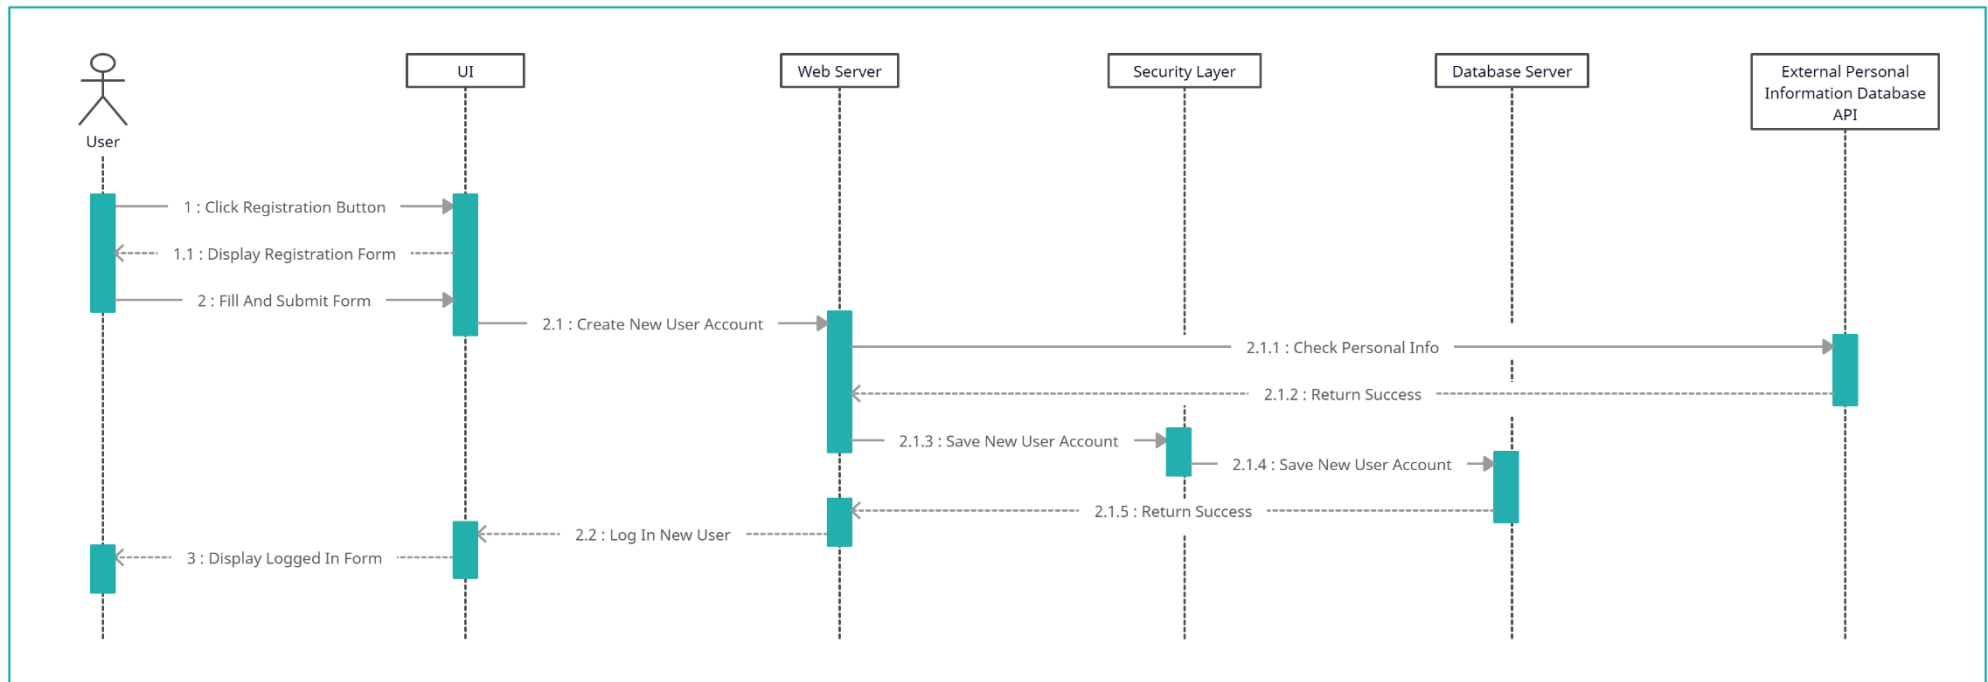 UI
Web Server
Security Layer
Database Server
External Personal
Information Database
API
User
1 : Click Registration Button
1.1 : Display Registration Form
2 : Fill And Submit Form
2.1 : Create New User Account
2.1.1 : Check Personal Info
2.1.2 : Return Success
2.1.3 : Save New User Account
2.1.4 : Save New User Account
2.1.5 : Return Success
2.2 : Log In New User
3 : Display Logged In Form